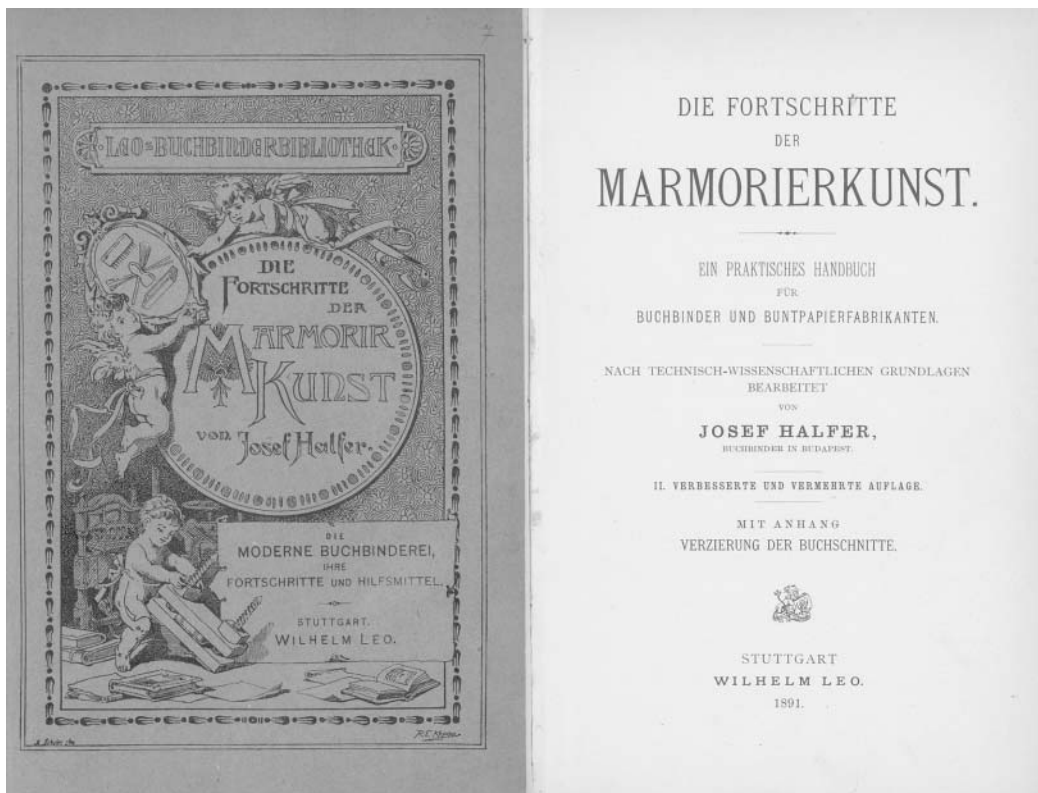 LEO'S BUCHBINDERBIBLIOTHEK
DIE
FORTSCHRITTE
DER
MARMORIR
KUNST
von Josef Halfer.
DIE
MODERNE BUCHBINDEREI,
IHRE
FORTSCHRITTE UND HILFSMITTEL.
STUTTGART.
WILHELM LEO.
DIE FORTSCHRITTE
DER
MARMORIERKUNST.
EIN PRAKTISCHES HANDBUCH
FÜR
BUCHBINDER UND BUNTPAPIERFABRIKANTEN.
NACH TECHNISCH-WISSENSCHAFTLICHEN GRUNDLAGEN
BEARBEITET
VON
JOSEF HALFER,
BUCHBINDER IN BUDAPEST.
II. VERBESSERTE UND VERMEHRTE AUFLAGE.
MIT ANHANG
VERZIERUNG DER BUCHSCHNITTE.
STUTTGART
WILHELM LEO.
1891.